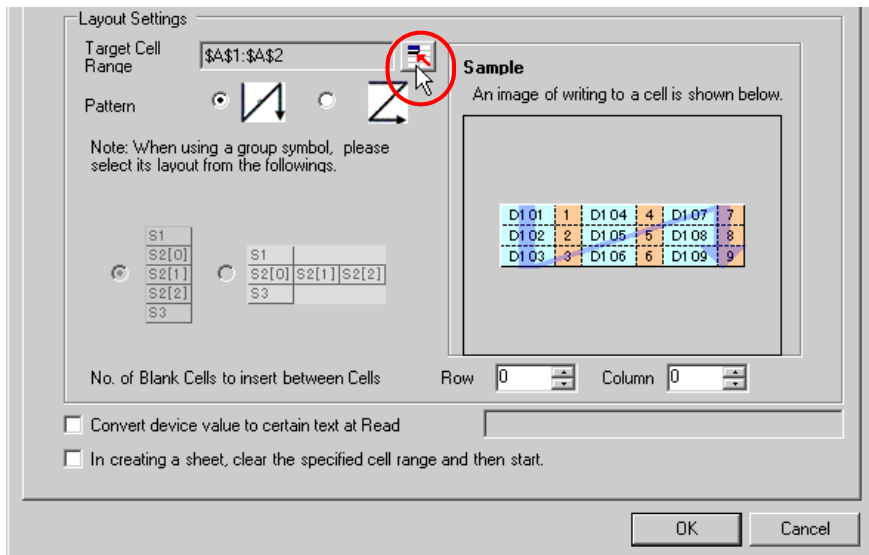 Layout Settings
Target Cell
Range
$A$1:$A$2
Pattern
Note: When using a group symbol, please
select its layout from the followings.
S1
S2[0]
S2[1]
S2[2]
S3
S1
S2[0] S2[1] S2[2]
S3
Sample
An image of writing to a cell is shown below.
D101 1 D104 4 D107 7
D102 2 D105 5 D108 8
D103 3 D106 6 D109 9
No. of Blank Cells to insert between Cells Row 0 Column 0
Convert device value to certain text at Read
In creating a sheet, clear the specified cell range and then start.
OK Cancel